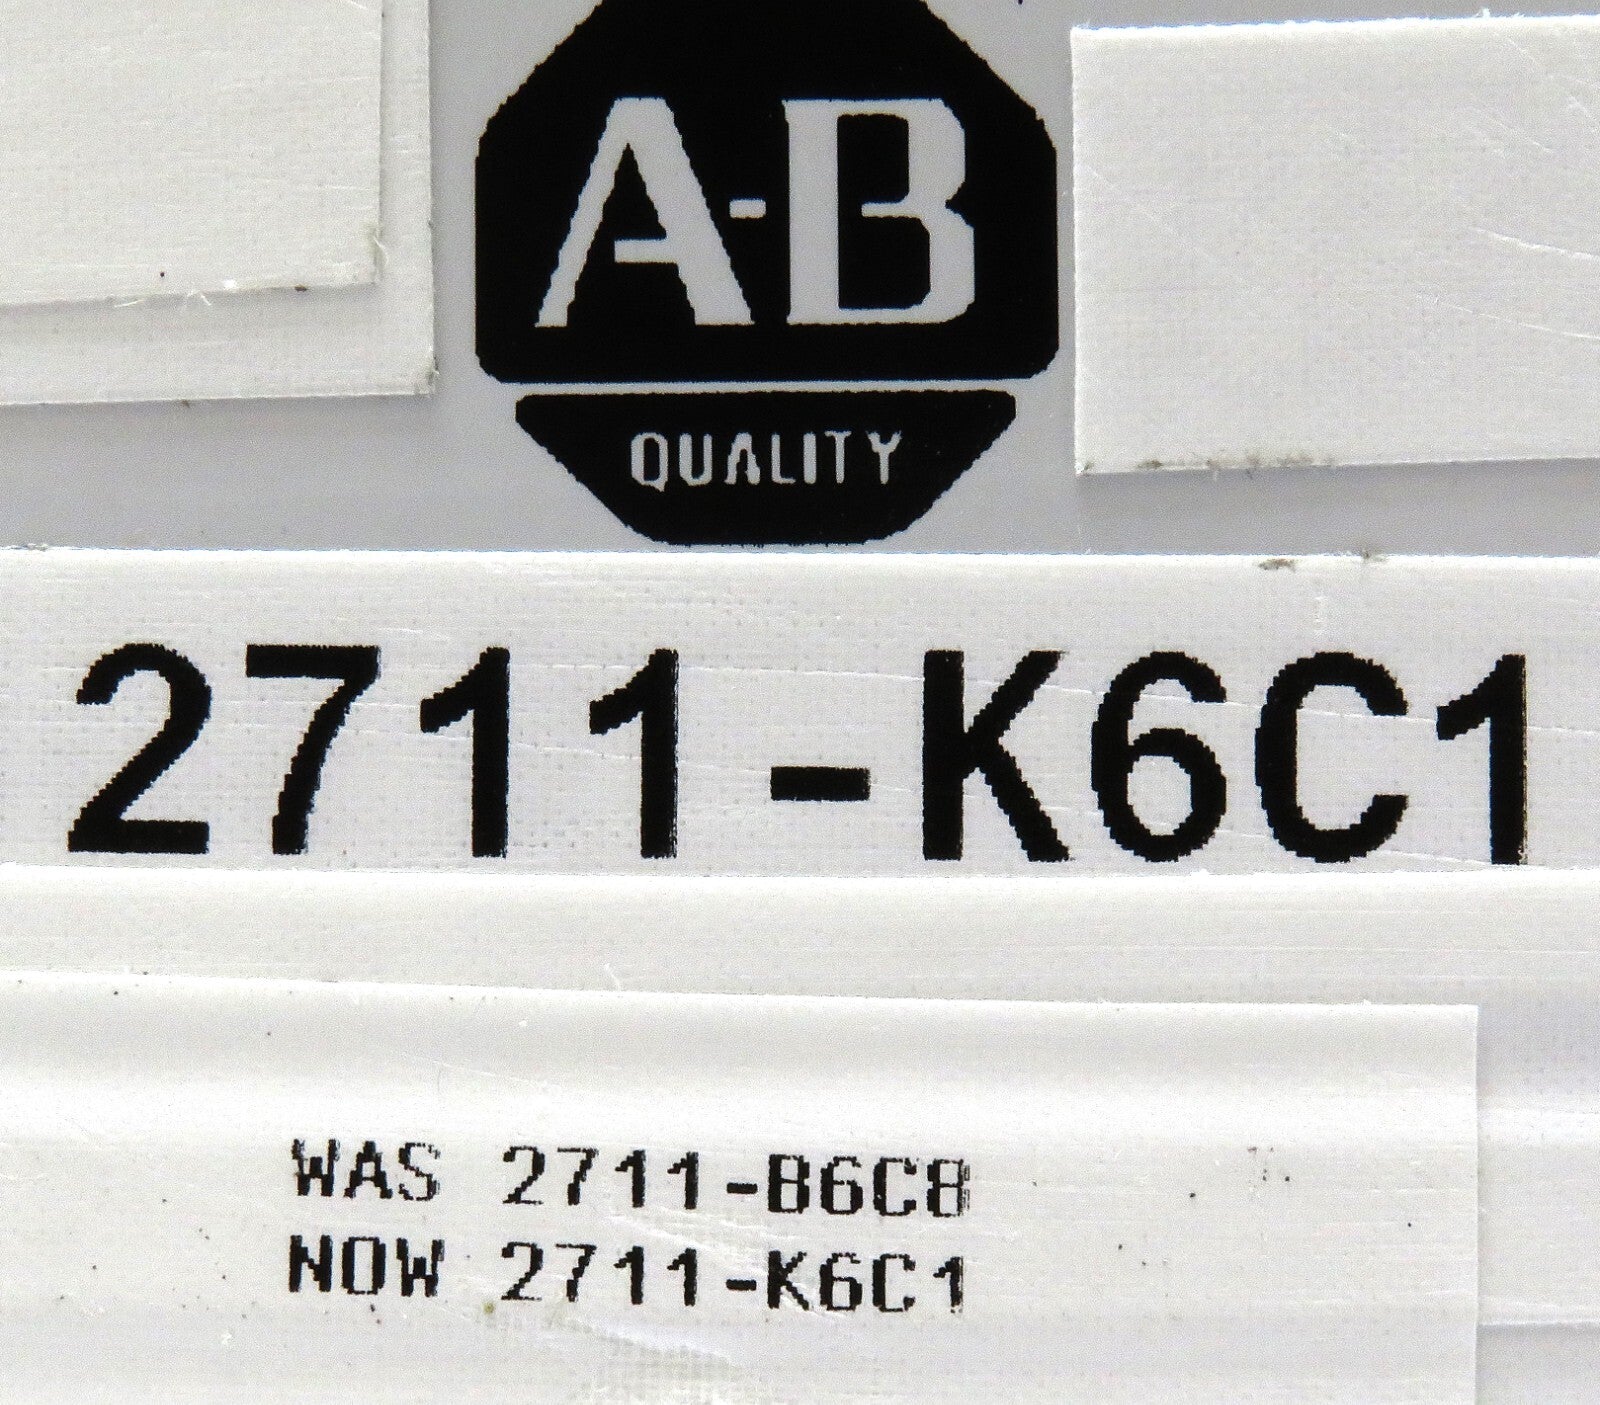 A-B
QUALITY
2711-K6C1
WAS 2711-B6C8
NOW 2711-K6C1